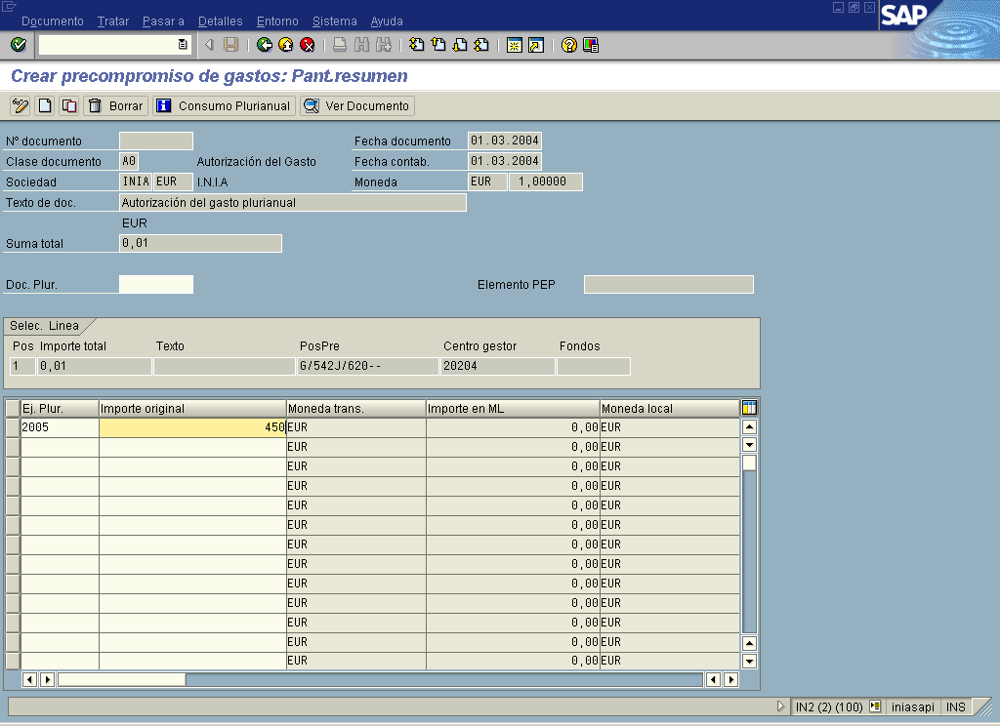 Documento Tratar Pasar a Detalles Entorno Sistema Ayuda
SAP
Crear precompromiso de gastos: Pant.resumen
Borrar Consumo Plurianual Ver Documento
Nº documento Fecha documento 01.03.2004
Clase documento A0 Autorización del Gasto Fecha contab. 01.03.2004
Sociedad INIA EUR I.N.I.A Moneda EUR 1,00000
Texto de doc. Autorización del gasto plurianual
EUR
Suma total 0,01
Doc. Plur. Elemento PEP
Selec. Linea
Pos Importe total Texto PosPre Centro gestor Fondos
1 0,01 G/542J/620-- 20204
Ej. Plur. Importe original Moneda trans. Importe en ML Moneda local
2005 450 EUR 0,00 EUR
EUR 0,00 EUR
EUR 0,00 EUR
EUR 0,00 EUR
EUR 0,00 EUR
EUR 0,00 EUR
EUR 0,00 EUR
EUR 0,00 EUR
EUR 0,00 EUR
EUR 0,00 EUR
EUR 0,00 EUR
EUR 0,00 EUR
EUR 0,00 EUR
IN2 (2) (100) iniasapi INS